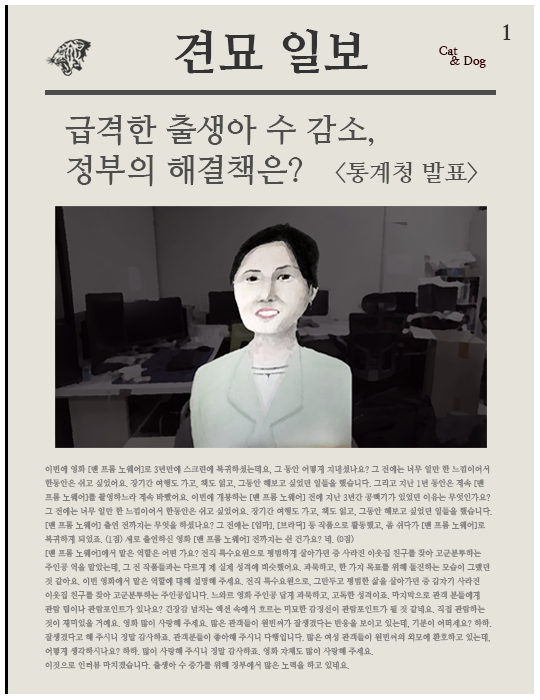 1
견묘 일보
Cat
& Dog
급격한 출생아 수 감소,
정부의 해결책은? <통계청 발표>
이번에 영화 [맨 프롬 노웨어]로 3년만에 스크린에 복귀하셨는데요, 그 동안 어떻게 지내셨나요? 그 전에는 너무 일만 한 느낌이어서
한동안은 쉬고 싶었어요. 장기간 여행도 가고, 책도 읽고, 그동안 해보고 싶었던 일들을 했습니다. 그리고 지난 1년 동안은 계속 [맨
프롬 노웨어]를 촬영하느라 계속 바빴어요. 이번에 개봉하는 [맨 프롬 노웨어] 전에 지난 3년간 공백기가 있었던 이유는 무엇인가요?
그 전에는 너무 일만 한 느낌이어서 한동안은 쉬고 싶었어요. 장기간 여행도 가고, 책도 읽고, 그동안 해보고 싶었던 일들을 했습니다.
[맨 프롬 노웨어] 출연 전까지는 무엇을 하셨나요? 그 전에는 [엄마], [브라더] 등 작품으로 활동했고, 좀 쉬다가 [맨 프롬 노웨어]로
복귀하게 되었죠. (1점) 새로 출연하신 영화 [맨 프롬 노웨어] 전까지는 쉰 건가요? 네. (0점)
[맨 프롬 노웨어]에서 맡은 역할은 어떤 가요? 전직 특수요원으로 평범하게 살아가던 중 사라진 이웃집 친구를 찾아 고군분투하는
주인공 역을 맡았는데, 그 전 작품들과는 다르게 제 실제 성격에 비슷했어요. 과묵하고, 한 가지 목표를 위해 돌진하는 모습이 그랬던
것 같아요. 이번 영화에서 맡은 역할에 대해 설명해 주세요. 전직 특수요원으로, 그만두고 평범한 삶을 살아가던 중 갑자기 사라진
이웃집 친구를 찾아 고군분투하는 주인공입니다. 느와르 영화 주인공 답게 과묵하고, 고독한 성격이죠. 마지막으로 관객 분들에게
관람 팁이나 관람포인트가 있나요? 긴장감 넘치는 액션 속에서 흐르는 미묘한 감정선이 관람포인트가 될 것 같네요. 직접 관람하는
것이 재미있을 거예요. 영화 많이 사랑해 주세요. 많은 관객들이 원빈씨가 잘생겼다는 반응을 보이고 있는데, 기분이 어떠세요? 하하.
잘생겼다고 해 주시니 정말 감사하죠. 관객분들이 좋아해 주시니 다행입니다. 많은 여성 관객들이 원빈씨의 외모에 환호하고 있는데,
어떻게 생각하시나요? 하하. 많이 사랑해 주시니 정말 감사하죠. 영화 자체도 많이 사랑해 주세요.
이것으로 인터뷰 마치겠습니다. 출생아 수 증가를 위해 정부에서 많은 노력을 하고 있네요.